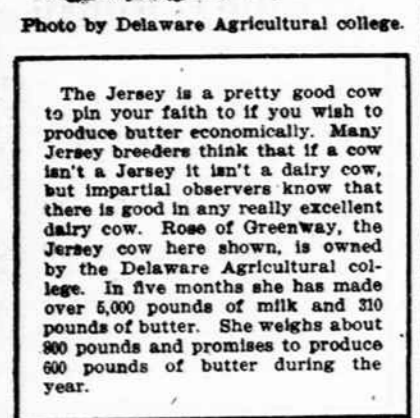 Photo by Delaware Agricultural college.
The Jersey is a pretty good cow
to pin your faith to if you wish to
produce butter economically. Many
Jersey breeders think that if a cow
isn't a Jersey it isn't a dairy cow,
but impartial observers know that
there is good in any really excellent
dairy cow. Rose of Greenway, the
Jersey cow here shown, is owned
by the Delaware Agricultural col-
lege. In five months she has made
over 5,000 pounds of milk and 310
pounds of butter. She weighs about
800 pounds and promises to produce
600 pounds of butter during the
year.